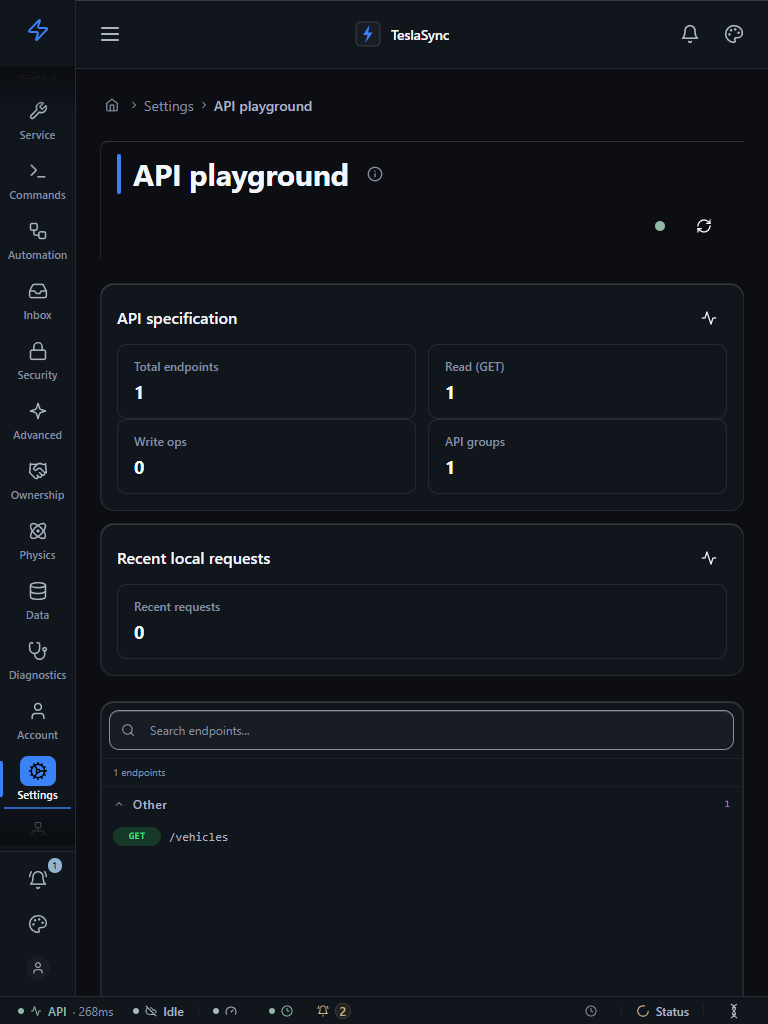 TeslaSync
Reports
Service
Commands
Automation
Inbox
Security
Advanced
Ownership
Physics
Data
Diagnostics
Account
Settings
1
Settings
API playground
API playground
API specification
Total endpoints
1
Read (GET)
1
Write ops
0
API groups
1
Recent local requests
Recent requests
0
Search endpoints...
1 endpoints
Other
1
GET /vehicles
API · 268ms
Idle
2
Status